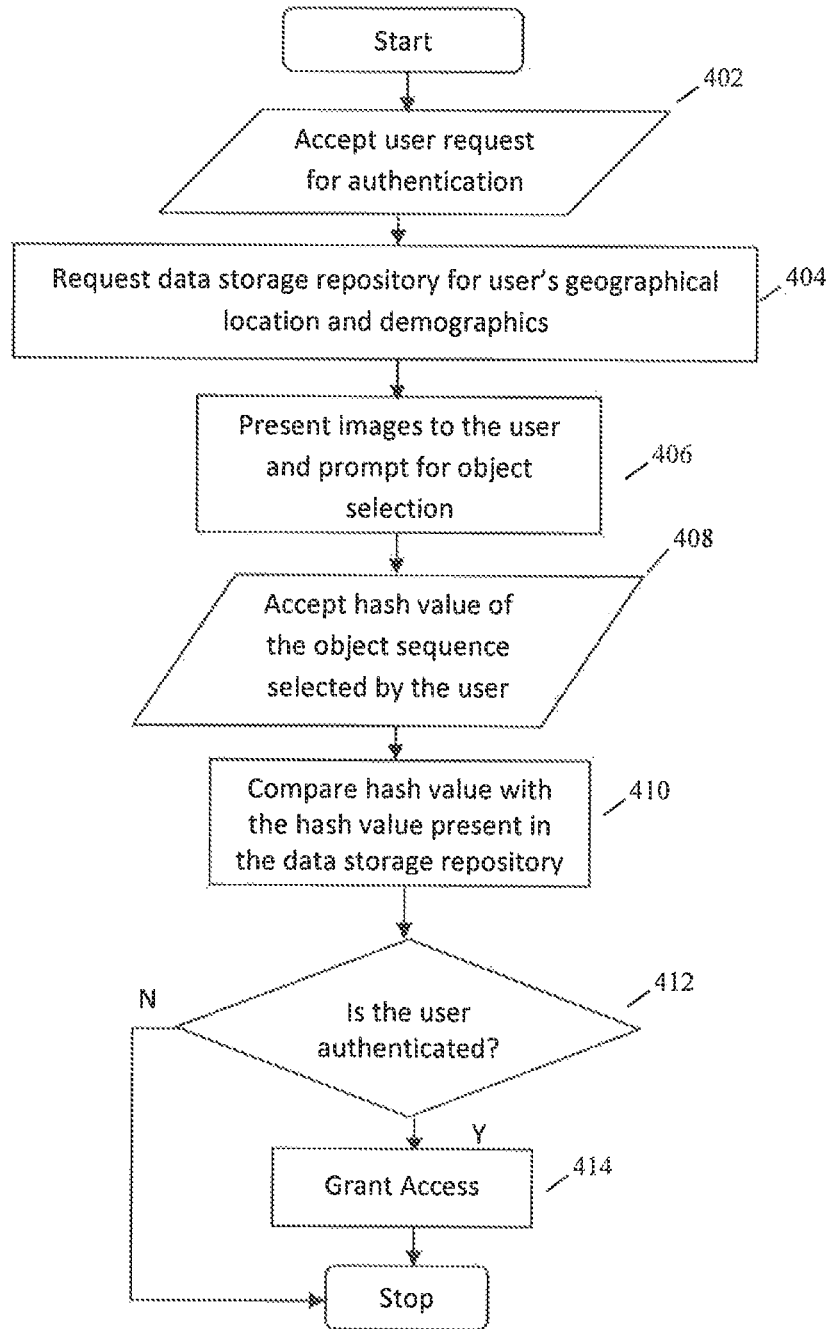 Start
402
Accept user request
for authentication
Request data storage repository for user's geographical
location and demographics
404
Present images to the user
and prompt for object
selection
406
408
Accept hash value of
the object sequence
selected by the user
Compare hash value with
the hash value present in
the data storage repository
410
N
Is the user
authenticated?
412
Y
Grant Access
414
Stop